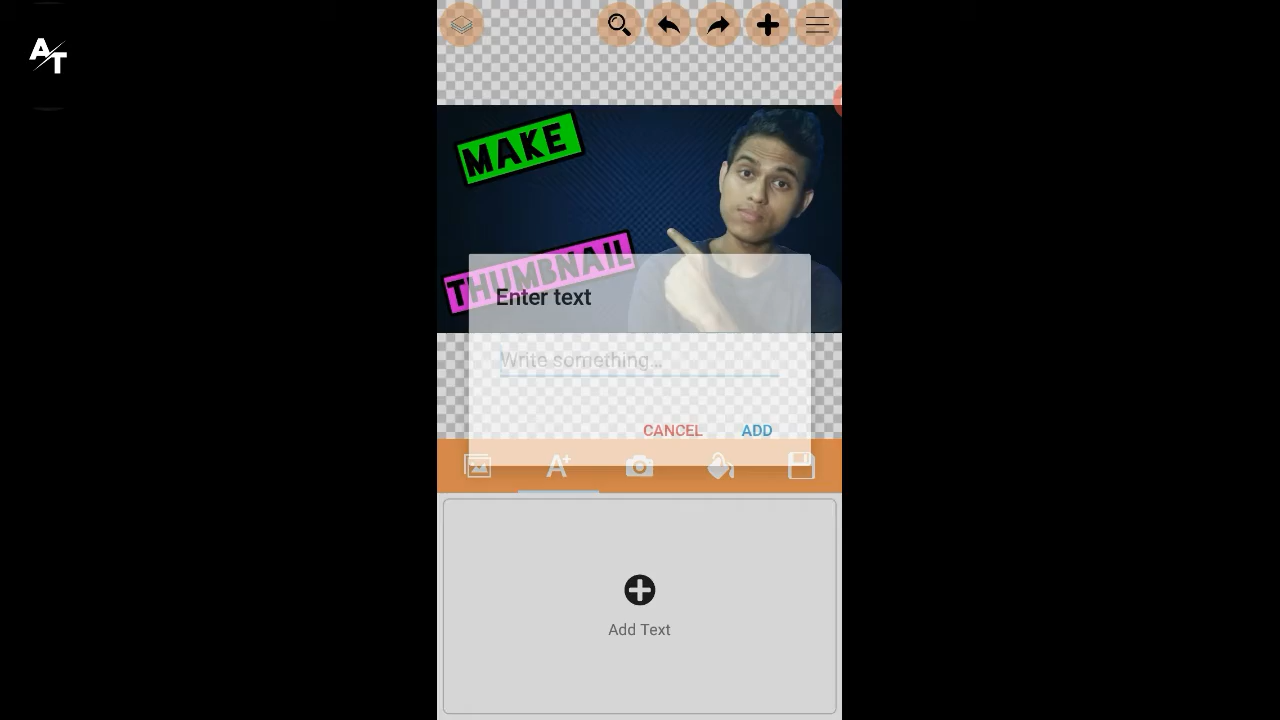 A/T
MAKE
THUMBNAIL
Enter text
Write something...
CANCEL ADD
A+
Add Text